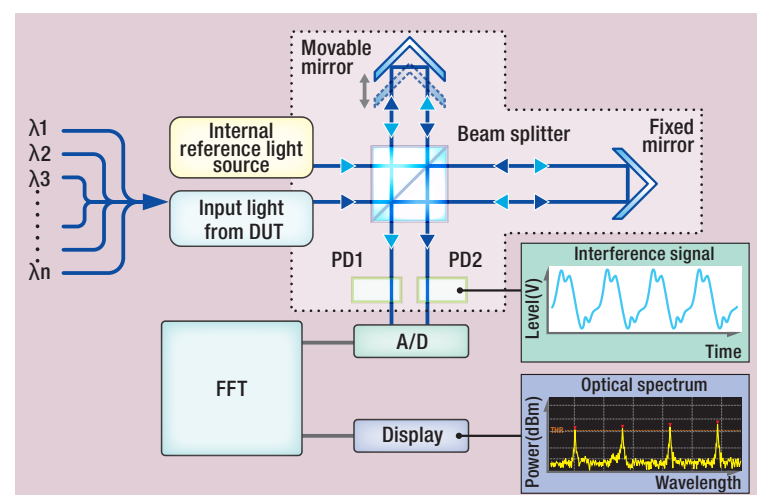 Movable
mirror
Beam splitter
Fixed
mirror
λ1
λ2
λ3
λn
Internal
reference light
source
Input light
from DUT
PD1
PD2
Interference signal
Level(V)
Time
A/D
FFT
Display
Optical spectrum
Power(dBm)
THR
Wavelength